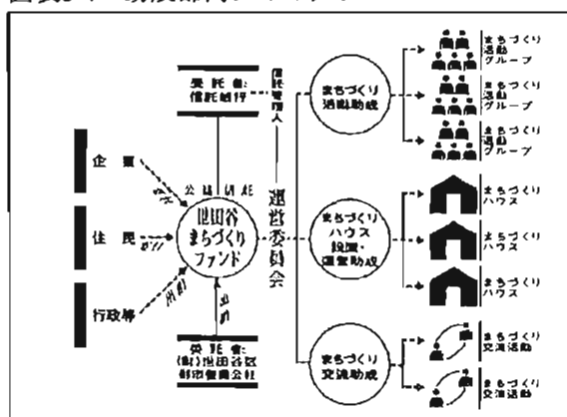 受託者:
信託銀行
信託管理人
企業
住民
行政等
公益信託
世田谷
まちづくり
ファンド
運営委員会
委託者:
(財)世田谷区
都市整備公社
まちづくり
活動助成
まちづくり
ハウス
設置・
運営助成
まちづくり
交流助成
まちづくり
活動
グループ
まちづくり
活動
グループ
まちづくり
活動
グループ
まちづくり
ハウス
まちづくり
ハウス
まちづくり
ハウス
まちづくり
交流活動
まちづくり
交流活動